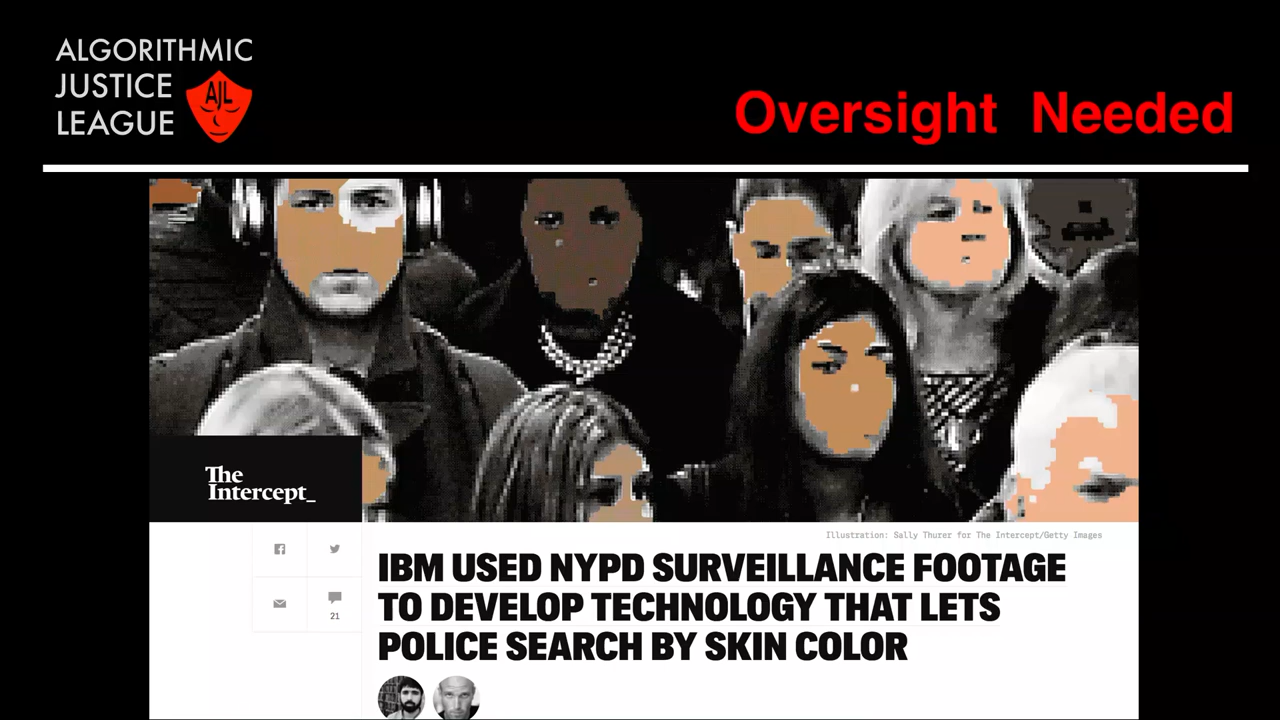 ALGORITHMIC
JUSTICE
LEAGUE
AJL
Oversight Needed
The
Intercept_
Illustration: Sally Thurer for The Intercept/Getty Images
21
IBM USED NYPD SURVEILLANCE FOOTAGE
TO DEVELOP TECHNOLOGY THAT LETS
POLICE SEARCH BY SKIN COLOR